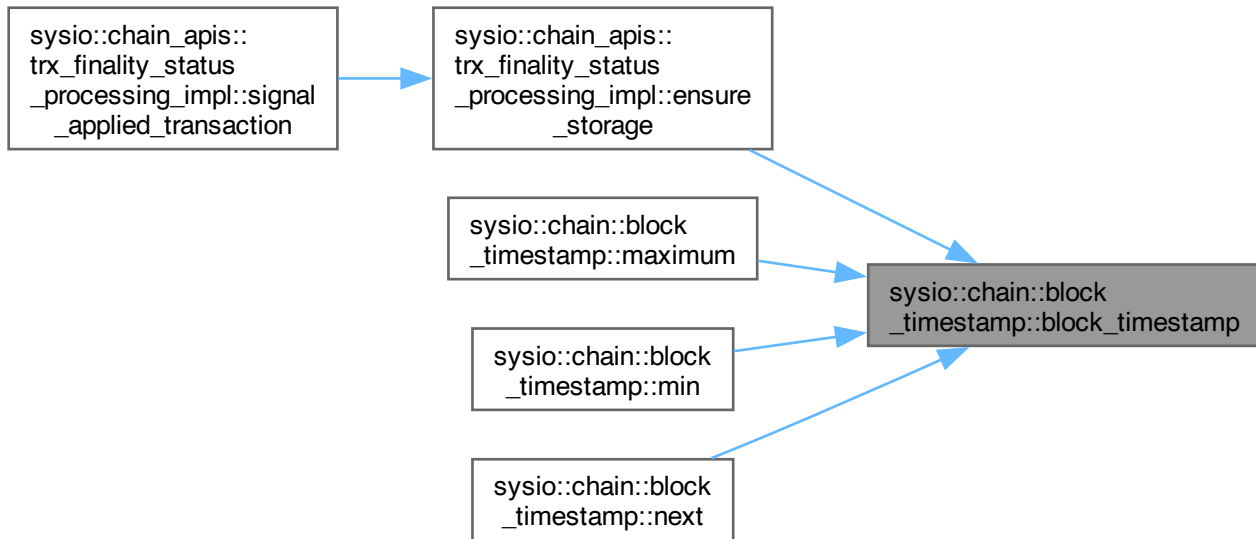 sysio::chain_apis::
trx_finality_status
_processing_impl::signal
_applied_transaction
sysio::chain_apis::
trx_finality_status
_processing_impl::ensure
_storage
sysio::chain::block
_timestamp::maximum
sysio::chain::block
_timestamp::block_timestamp
sysio::chain::block
_timestamp::min
sysio::chain::block
_timestamp::next